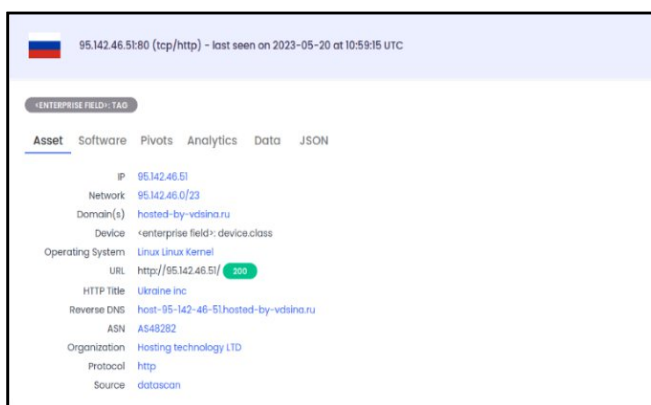 95.142.46.51:80 (tcp/http) - last seen on 2023-05-20 at 10:59:15 UTC
<ENTERPRISE FIELD>: TAG
Asset Software Pivots Analytics Data JSON
IP 95.142.46.51
Network 95.142.46.0/23
Domain(s) hosted-by-vdsina.ru
Device <enterprise field>: device.class
Operating System Linux Linux Kernel
URL http://95.142.46.51/ 200
HTTP Title Ukraine inc
Reverse DNS host-95-142-46-51.hosted-by-vdsina.ru
ASN AS48282
Organization Hosting technology LTD
Protocol http
Source datascan